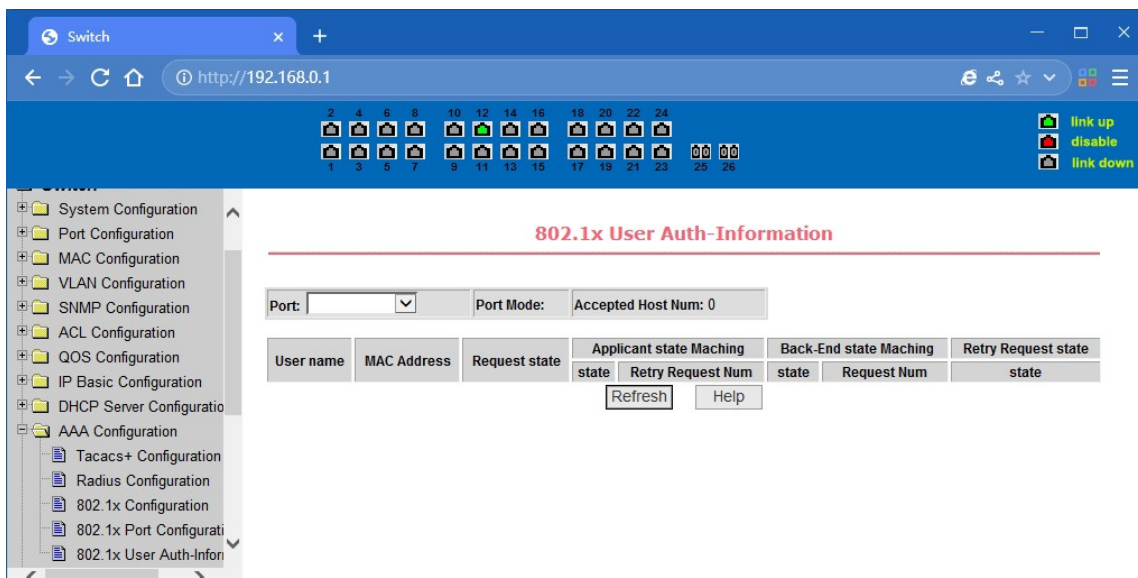 Switch
http://192.168.0.1
2 4 6 8 10 12 14 16 18 20 22 24
1 3 5 7 9 11 13 15 17 19 21 23 25 26
link up
disable
link down
System Configuration
Port Configuration
MAC Configuration
VLAN Configuration
SNMP Configuration
ACL Configuration
QOS Configuration
IP Basic Configuration
DHCP Server Configuratio
AAA Configuration
Tacacs+ Configuration
Radius Configuration
802.1x Configuration
802.1x Port Configurati
802.1x User Auth-Inforr
802.1x User Auth-Information
Port: Port Mode: Accepted Host Num: 0
User name MAC Address Request state Applicant state Maching Back-End state Maching Retry Request state
state Retry Request Num state Request Num state
Refresh Help